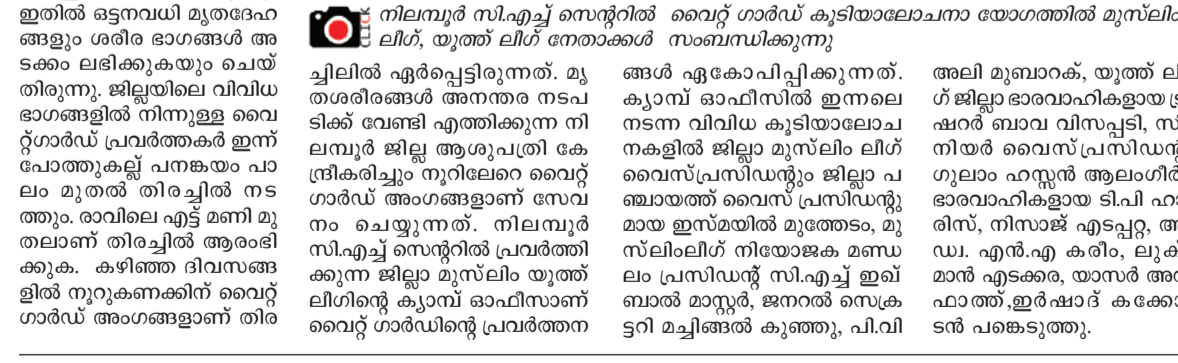 ഇതിൽ ഒട്ടനവധി മൃതദേഹ
ങ്ങളും ശരീര ഭാഗങ്ങൾ അ
ടക്കം ലഭിക്കുകയും ചെയ്
തിരുന്നു. ജില്ലയിലെ വിവിധ
ഭാഗങ്ങളിൽ നിന്നുള്ള വൈ
റ്റ്ഗാർഡ് പ്രവർത്തകർ ഇന്ന്
പോത്തുകല്ല് പനങ്കയം പാ
ലം മുതൽ തിരച്ചിൽ നട
ത്തും. രാവിലെ എട്ട് മണി മു
തലാണ് തിരച്ചിൽ ആരംഭി
ക്കുക. കഴിഞ്ഞ ദിവസങ്ങ
ളിൽ നൂറുകണക്കിന് വൈറ്റ്
ഗാർഡ് അംഗങ്ങളാണ് തിര
CLICK
നിലമ്പൂർ സി.എച്ച് സെന്ററിൽ വൈറ്റ് ഗാർഡ് കൂടിയാലോചനാ യോഗത്തിൽ മുസ്‌ലിം
ലീഗ്, യൂത്ത് ലീഗ് നേതാക്കൾ സംബന്ധിക്കുന്നു
ച്ചിലിൽ ഏർപ്പെട്ടിരുന്നത്. മൃ
തശരീരങ്ങൾ അനന്തര നടപ
ടിക്ക് വേണ്ടി എത്തിക്കുന്ന നി
ലമ്പൂർ ജില്ല ആശുപത്രി കേ
ന്ദ്രീകരിച്ചും നൂറിലേറെ വൈറ്റ്
ഗാർഡ് അംഗങ്ങളാണ് സേവ
നം ചെയ്യുന്നത്. നിലമ്പൂർ
സി.എച്ച് സെന്ററിൽ പ്രവർത്തി
ക്കുന്ന ജില്ലാ മുസ്‌ലിം യൂത്ത്
ലീഗിന്റെ ക്യാമ്പ് ഓഫീസാണ്
വൈറ്റ് ഗാർഡിന്റെ പ്രവർത്തന
ങ്ങൾ ഏകോപിപ്പിക്കുന്നത്.
ക്യാമ്പ് ഓഫീസിൽ ഇന്നലെ
നടന്ന വിവിധ കൂടിയാലോച
നകളിൽ ജില്ലാ മുസ്‌ലിം ലീഗ്
വൈസ്പ്രസിഡന്റും ജില്ലാ പ
ഞ്ചായത്ത് വൈസ് പ്രസിഡന്റു
മായ ഇസ്മയിൽ മുത്തേടം, മു
സ്‌ലിംലീഗ് നിയോജക മണ്ഡ
ലം പ്രസിഡന്റ് സി.എച്ച് ഇഖ്
ബാൽ മാസ്റ്റർ, ജനറൽ സെക്ര
ട്ടറി മച്ചിങ്ങൽ കുഞ്ഞു, പി.വി
അലി മുബാറക്, യൂത്ത് ലീ
ഗ് ജില്ലാ ഭാരവാഹികളായ ട്ര
ഷറർ ബാവ വിസപ്പടി, സീ
നിയർ വൈസ്പ്രസിഡന്റ്
ഗുലാം ഹസ്സൻ ആലംഗീർ
ഭാരവാഹികളായ ടി.പി ഹാ
രിസ്, നിസാജ് എടപ്പറ്റ, അ
ഡ്വ. എൻ.എ കരീം, ലുക്
മാൻ എടക്കര, യാസർ അറ
ഫാത്ത്,ഇർഷാദ് കക്കോ
ടൻ പങ്കെടുത്തു.